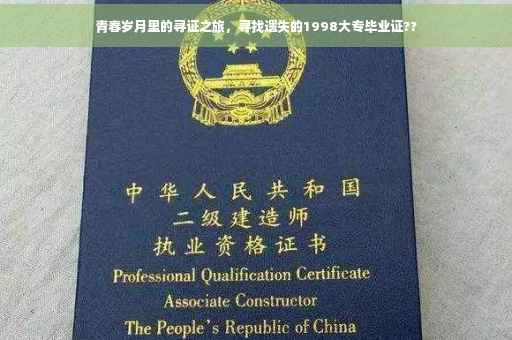 青春岁月里的寻证之旅，寻找遗失的1998大专毕业证??
中华人民共和国
二级建造师
执业资格证书
Professional Qualification Certificate
Associate Constructor
The People's Republic of China